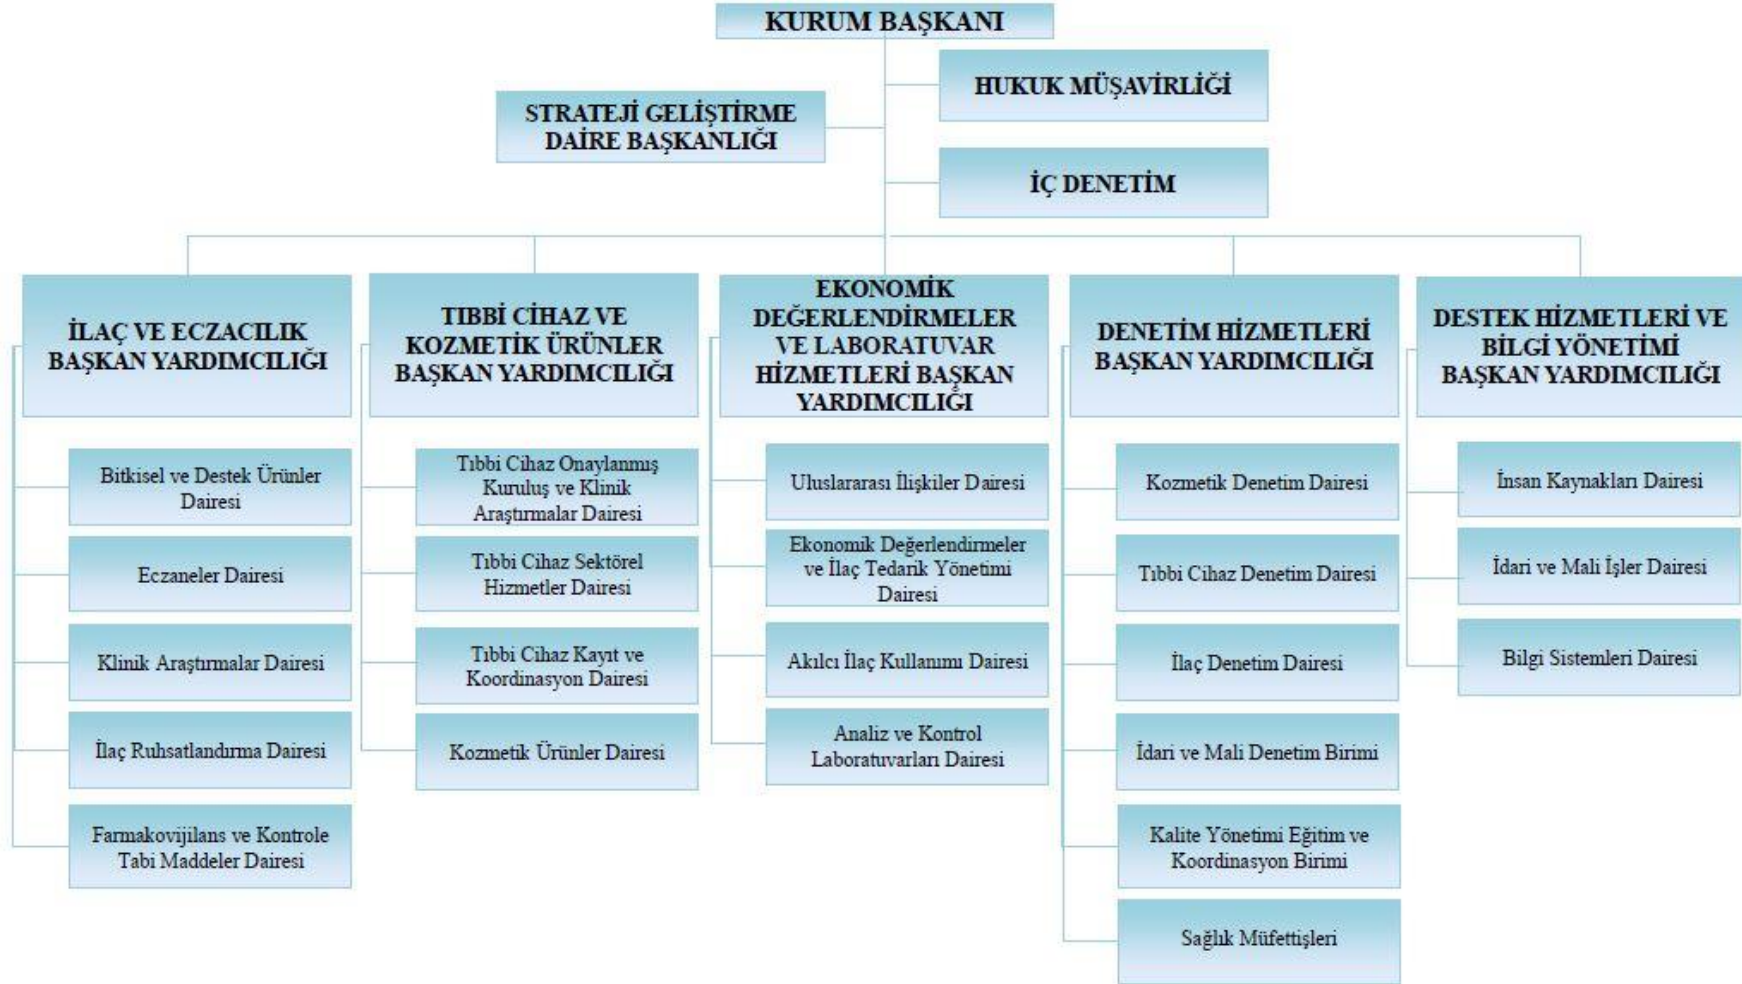 KURUM BAŞKANI
HUKUK MÜŞAVİRLİĞİ
STRATEJİ GELİŞTİRME
DAİRE BAŞKANLIĞI
İÇ DENETİM
İLAÇ VE ECZACILIK
BAŞKAN YARDIMCILIĞI
Bitkisel ve Destek Ürünler
Dairesi
Eczaneler Dairesi
Klinik Araştırmalar Dairesi
İlaç Ruhsatlandırma Dairesi
Farmakovijilans ve Kontrole
Tabi Maddeler Dairesi
TIBBİ CİHAZ VE
KOZMETİK ÜRÜNLER
BAŞKAN YARDIMCILIĞI
Tıbbi Cihaz Onaylanmış
Kuruluş ve Klinik
Araştırmalar Dairesi
Tıbbi Cihaz Sektörel
Hizmetler Dairesi
Tıbbi Cihaz Kayıt ve
Koordinasyon Dairesi
Kozmetik Ürünler Dairesi
EKONOMİK
DEĞERLENDİRMELER
VE LABORATUVAR
HİZMETLERİ BAŞKAN
YARDIMCILIĞI
Uluslararası İlişkiler Dairesi
Ekonomik Değerlendirmeler
ve İlaç Tedarik Yönetimi
Dairesi
Akılcı İlaç Kullanımı Dairesi
Analiz ve Kontrol
Laboratuvarları Dairesi
DENETİM HİZMETLERİ
BAŞKAN YARDIMCILIĞI
Kozmetik Denetim Dairesi
Tıbbi Cihaz Denetim Dairesi
İlaç Denetim Dairesi
İdari ve Mali Denetim Birimi
Kalite Yönetimi Eğitim ve
Koordinasyon Birimi
Sağlık Müfettişleri
DESTEK HİZMETLERİ VE
BİLGİ YÖNETİMİ
BAŞKAN YARDIMCILIĞI
İnsan Kaynakları Dairesi
İdari ve Mali İşler Dairesi
Bilgi Sistemleri Dairesi